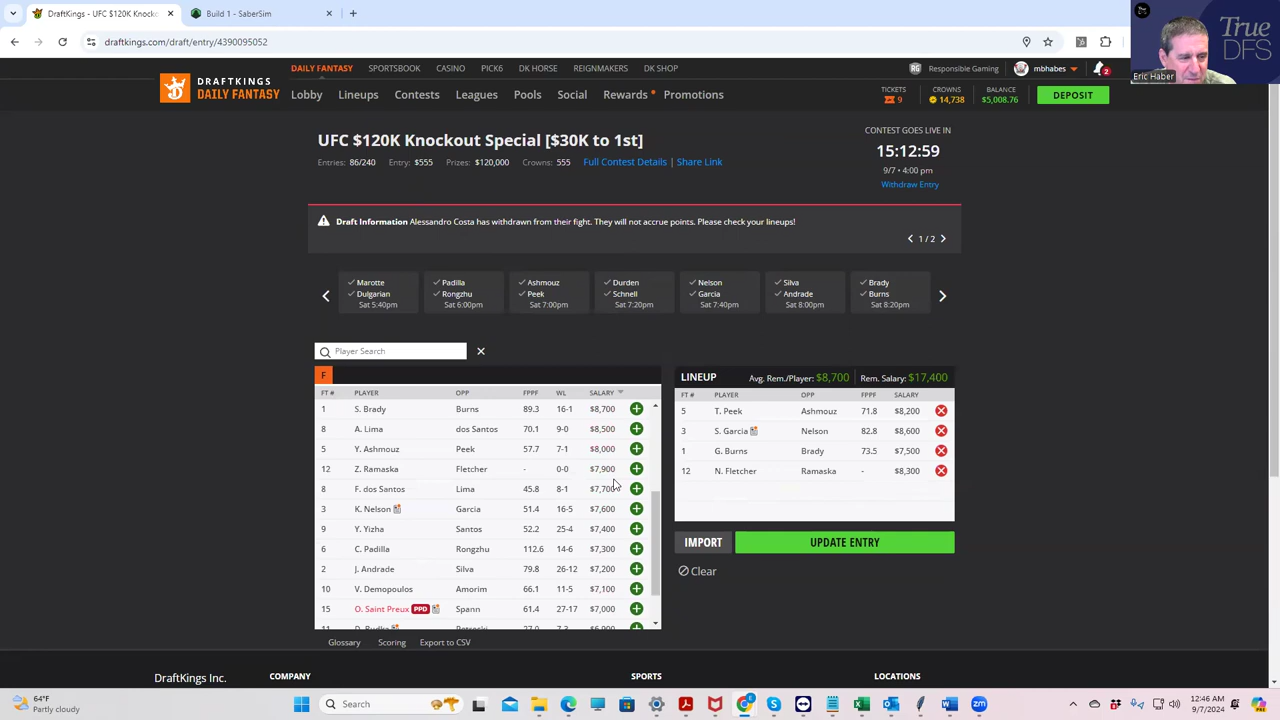 DraftKings - UFC $120K Knocko
Build 1 - SaberSim
draftkings.com/draft/entry/4390095052
True DFS
Eric Haber
DAILY FANTASY SPORTSBOOK CASINO PICK6 DK HORSE REIGNMAKERS DK SHOP
RG Responsible Gaming mbhabes 2
DRAFTKINGS
DAILY FANTASY
Lobby Lineups Contests Leagues Pools Social Rewards Promotions
TICKETS CROWNS BALANCE
9 14,738 $5,008.76
DEPOSIT
UFC $120K Knockout Special [$30K to 1st]
Entries: 86/240 Entry: $555 Prizes: $120,000 Crowns: 555 Full Contest Details | Share Link
CONTEST GOES LIVE IN
15:12:59
9/7 • 4:00 pm
Withdraw Entry
Draft Information Alessandro Costa has withdrawn from their fight. They will not accrue points. Please check your lineups!
1 / 2
Marotte Padilla Ashmouz Durden Nelson Silva Brady
Dulgarian Rongzhu Peek Schnell Garcia Andrade Burns
Sat 5:40pm Sat 6:00pm Sat 7:00pm Sat 7:20pm Sat 7:40pm Sat 8:00pm Sat 8:20pm
Player Search
F
FT # PLAYER OPP FPPF WL SALARY
1 S. Brady Burns 89.3 16-1 $8,700
8 A. Lima dos Santos 70.1 9-0 $8,500
5 Y. Ashmouz Peek 57.7 7-1 $8,000
12 Z. Ramaska Fletcher - 0-0 $7,900
8 F. dos Santos Lima 45.8 8-1 $7,700
3 K. Nelson Garcia 51.4 16-5 $7,600
9 Y. Yizha Santos 52.2 25-4 $7,400
6 C. Padilla Rongzhu 112.6 14-6 $7,300
2 J. Andrade Silva 79.8 26-12 $7,200
10 V. Demopoulos Amorim 66.1 11-5 $7,100
15 O. Saint Preux PPD Spann 61.4 27-17 $7,000
LINEUP Avg. Rem./Player: $8,700 Rem. Salary: $17,400
FT # PLAYER OPP FPPF SALARY
5 T. Peek Ashmouz 71.8 $8,200
3 S. Garcia Nelson 82.8 $8,600
1 G. Burns Brady 73.5 $7,500
12 N. Fletcher Ramaska - $8,300
IMPORT UPDATE ENTRY
Clear
Glossary Scoring Export to CSV
DraftKings Inc. COMPANY SPORTS LOCATIONS
64°F
Partly cloudy
Search
12:46 AM
9/7/2024